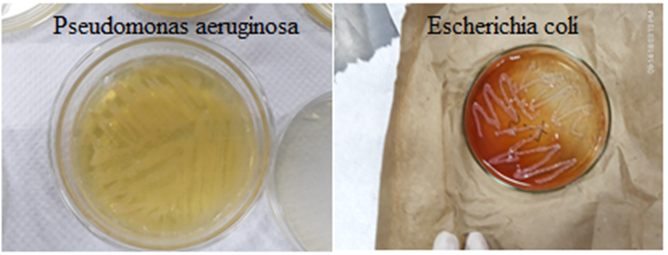 Pseudomonas aeruginosa
Escherichia coli